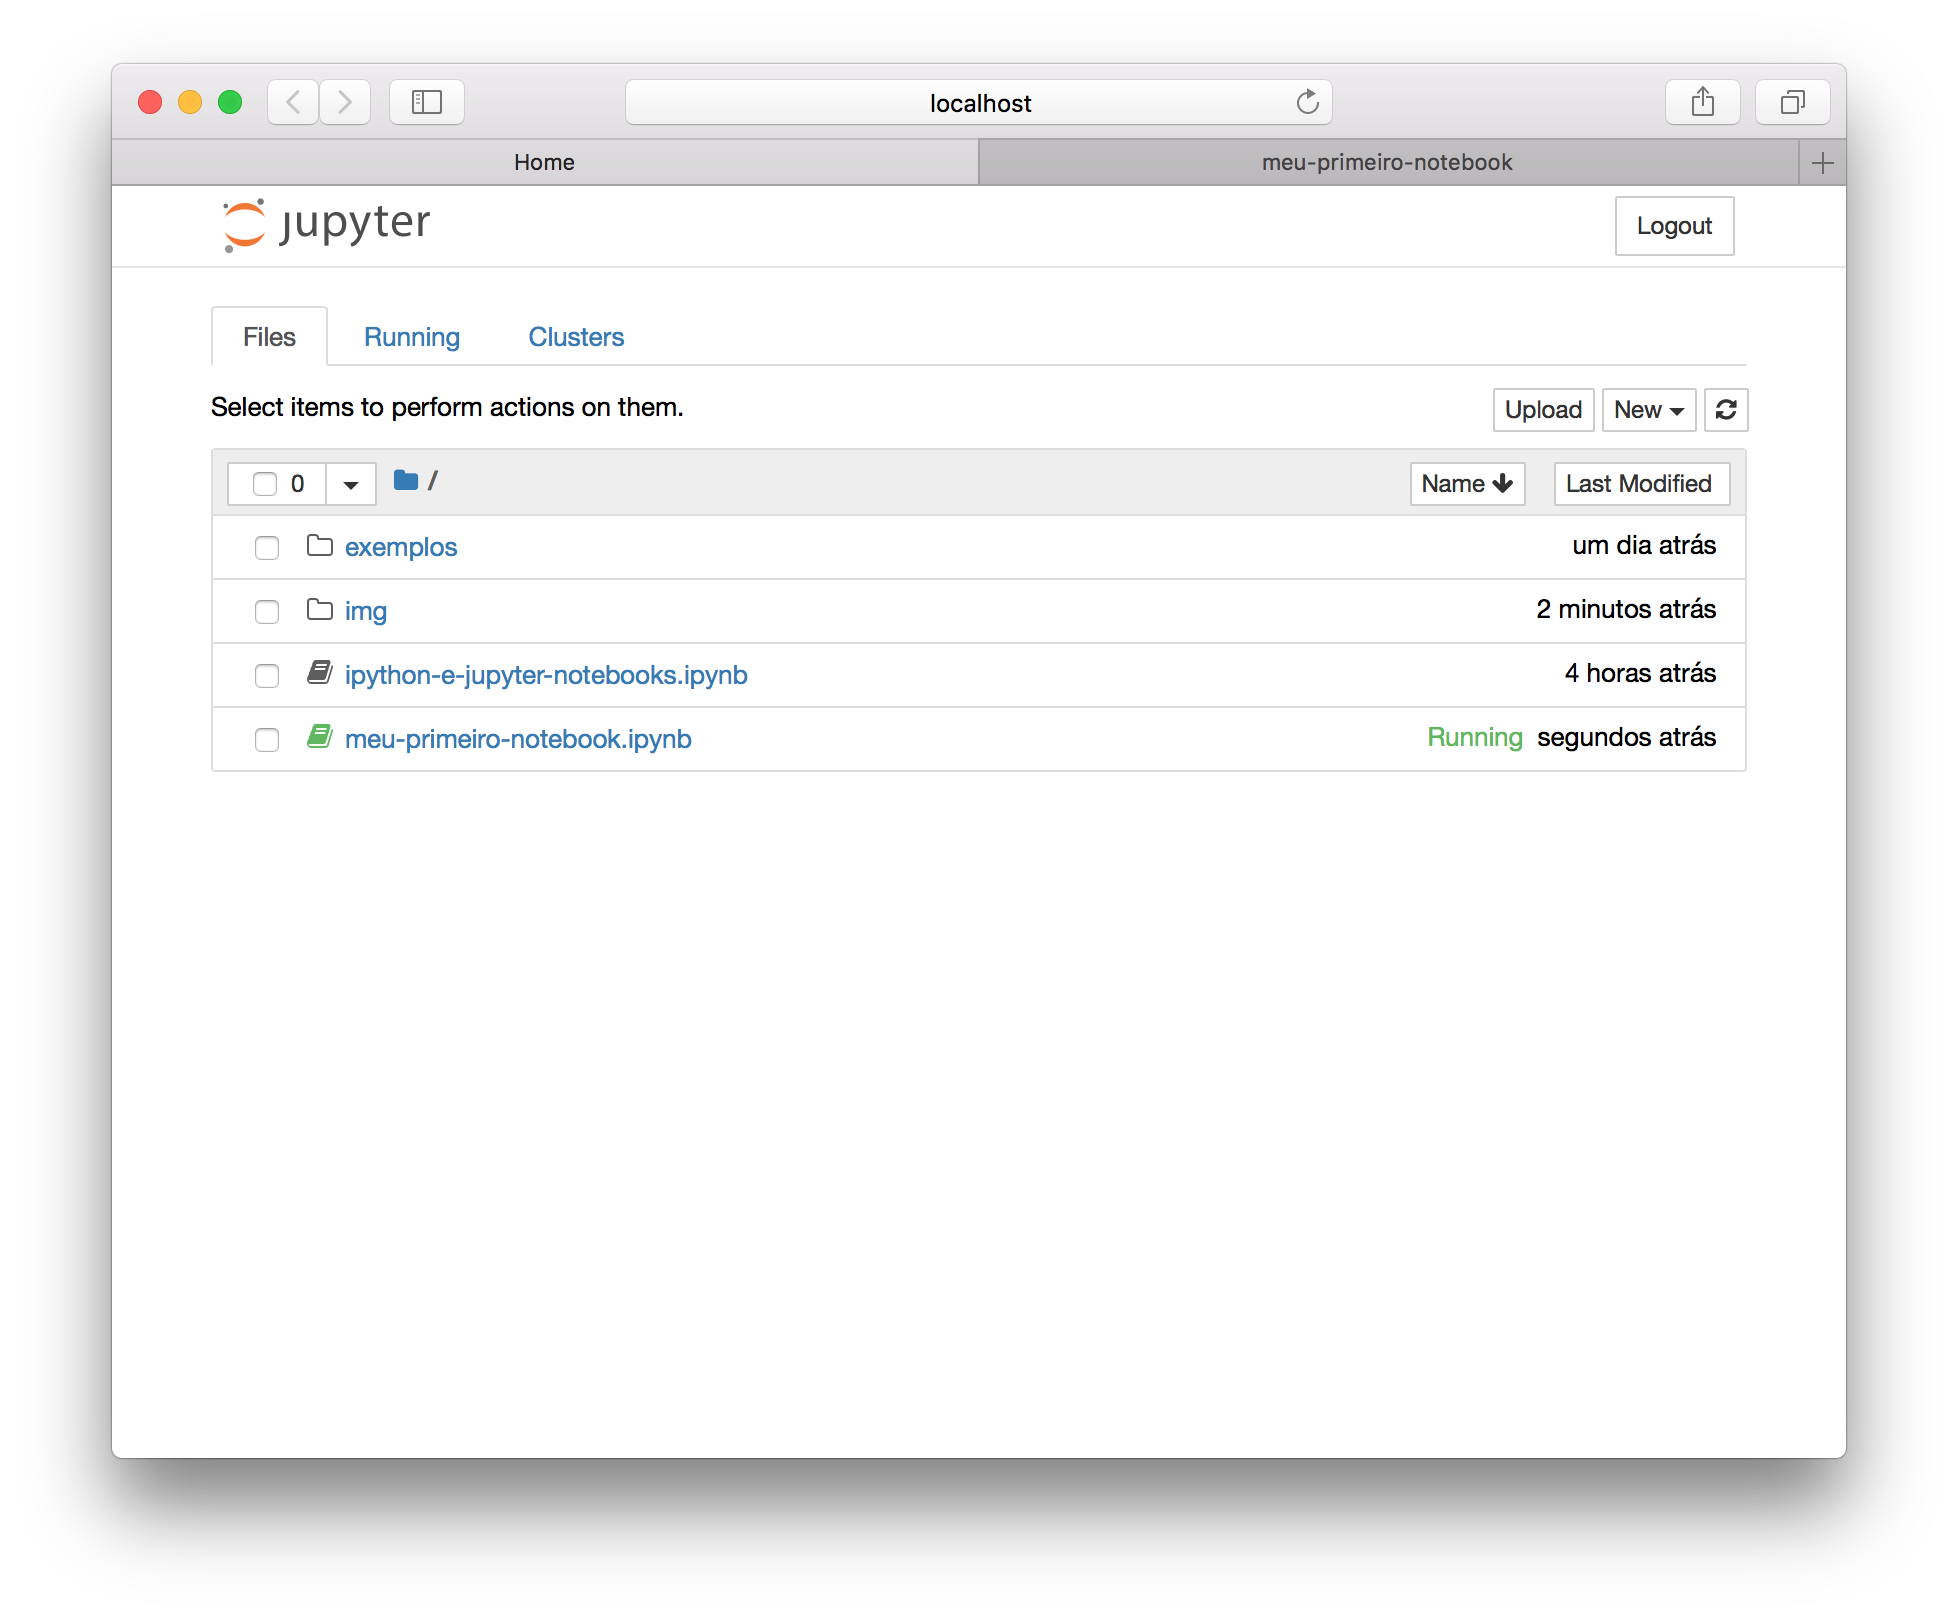 localhost
Home meu-primeiro-notebook
jupyter Logout
Files Running Clusters
Select items to perform actions on them. Upload New
0 / Name Last Modified
exemplos um dia atrás
img 2 minutos atrás
ipython-e-jupyter-notebooks.ipynb 4 horas atrás
meu-primeiro-notebook.ipynb Running segundos atrás